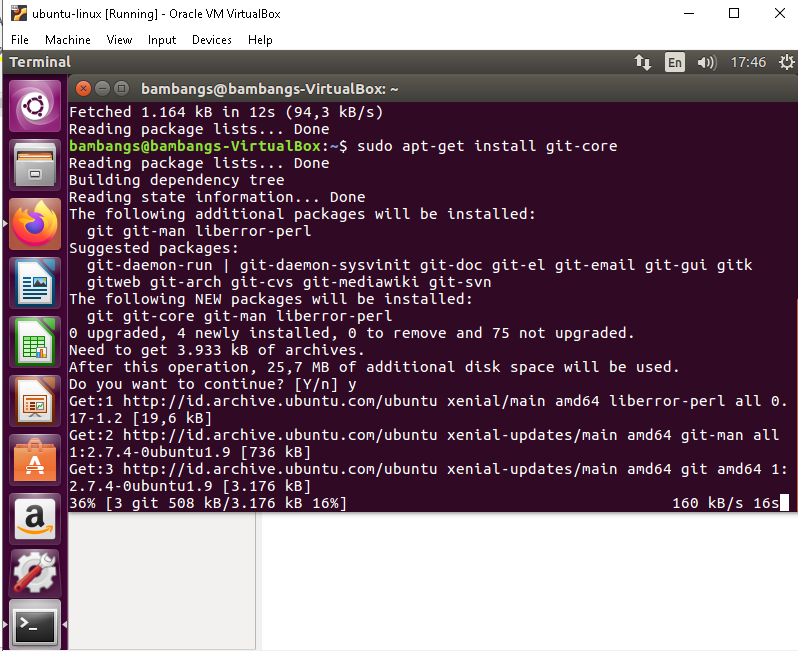 ubuntu-linux [Running] - Oracle VM VirtualBox
File Machine View Input Devices Help
Terminal En 17:46
bambangs@bambangs-VirtualBox: ~
Fetched 1.164 kB in 12s (94,3 kB/s)
Reading package lists... Done
bambangs@bambangs-VirtualBox:~$ sudo apt-get install git-core
Reading package lists... Done
Building dependency tree
Reading state information... Done
The following additional packages will be installed:
git git-man liberror-perl
Suggested packages:
git-daemon-run | git-daemon-sysvinit git-doc git-el git-email git-gui gitk
gitweb git-arch git-cvs git-mediawiki git-svn
The following NEW packages will be installed:
git git-core git-man liberror-perl
0 upgraded, 4 newly installed, 0 to remove and 75 not upgraded.
Need to get 3.933 kB of archives.
After this operation, 25,7 MB of additional disk space will be used.
Do you want to continue? [Y/n] y
Get:1 http://id.archive.ubuntu.com/ubuntu xenial/main amd64 liberror-perl all 0.
17-1.2 [19,6 kB]
Get:2 http://id.archive.ubuntu.com/ubuntu xenial-updates/main amd64 git-man all
1:2.7.4-0ubuntu1.9 [736 kB]
Get:3 http://id.archive.ubuntu.com/ubuntu xenial-updates/main amd64 git amd64 1:
2.7.4-0ubuntu1.9 [3.176 kB]
36% [3 git 508 kB/3.176 kB 16%] 160 kB/s 16s